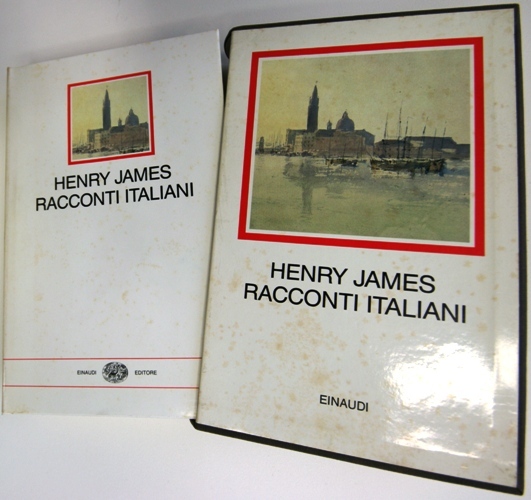 HENRY JAMES
RACCONTI ITALIANI
EINAUDI EDITORE
HENRY JAMES
RACCONTI ITALIANI
EINAUDI